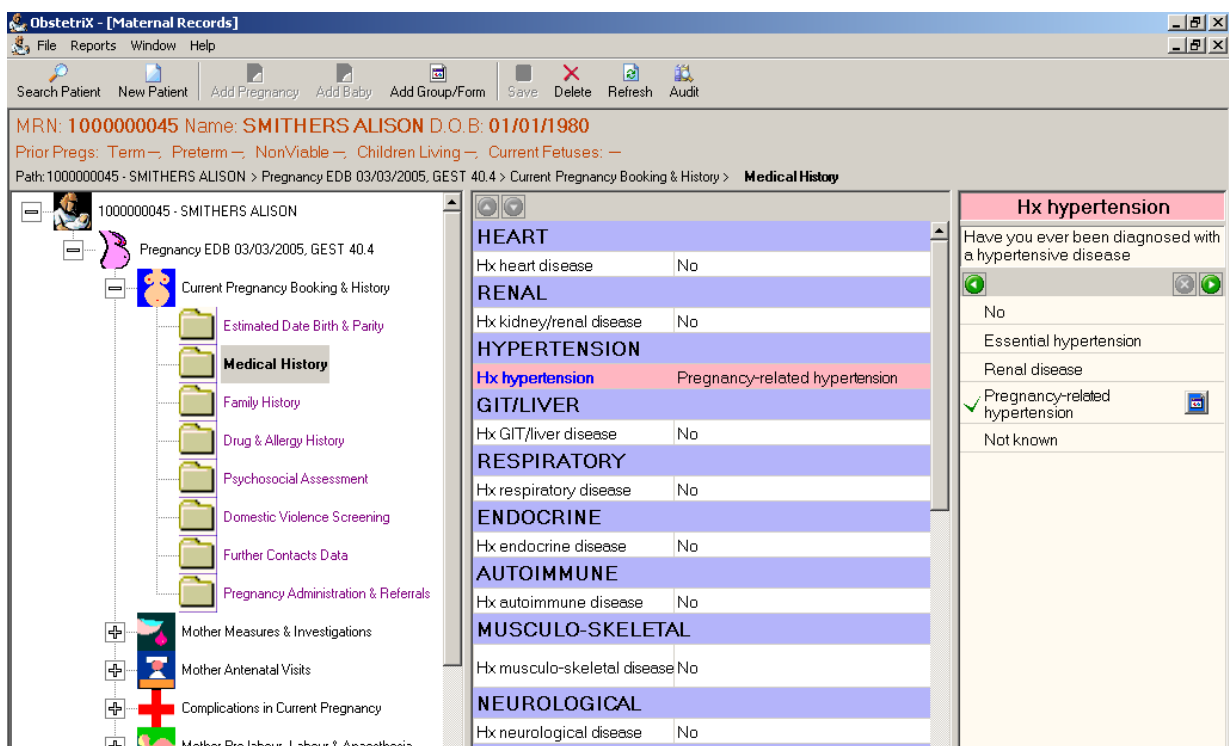 ObstetriX - [Maternal Records]
File Reports Window Help
Search Patient New Patient Add Pregnancy Add Baby Add Group/Form Save Delete Refresh Audit
MRN: 1000000045 Name: SMITHERS ALISON D.O.B: 01/01/1980
Prior Pregs: Term —, Preterm —, NonViable —, Children Living —, Current Fetuses: —
Path: 1000000045 - SMITHERS ALISON > Pregnancy EDB 03/03/2005, GEST 40.4 > Current Pregnancy Booking & History > Medical History
1000000045 - SMITHERS ALISON
Pregnancy EDB 03/03/2005, GEST 40.4
Current Pregnancy Booking & History
Estimated Date Birth & Parity
Medical History
Family History
Drug & Allergy History
Psychosocial Assessment
Domestic Violence Screening
Further Contacts Data
Pregnancy Administration & Referrals
Mother Measures & Investigations
Mother Antenatal Visits
Complications in Current Pregnancy
Mother Pre-labour, Labour & Anaesthesia
HEART
Hx heart disease No
RENAL
Hx kidney/renal disease No
HYPERTENSION
Hx hypertension Pregnancy-related hypertension
GIT/LIVER
Hx GIT/liver disease No
RESPIRATORY
Hx respiratory disease No
ENDOCRINE
Hx endocrine disease No
AUTOIMMUNE
Hx autoimmune disease No
MUSCULO-SKELETAL
Hx musculo-skeletal disease No
NEUROLOGICAL
Hx neurological disease No
Hx hypertension
Have you ever been diagnosed with
a hypertensive disease
No
Essential hypertension
Renal disease
Pregnancy-related
hypertension
Not known